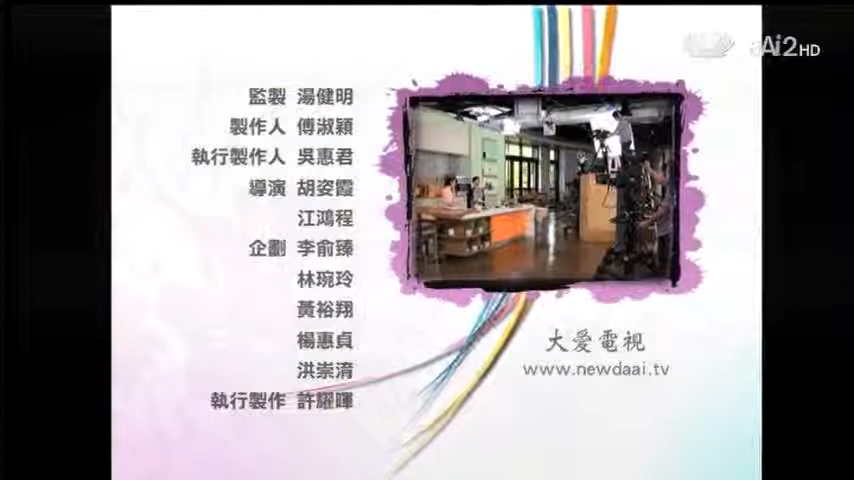 監製 湯健明
製作人 傅淑穎
執行製作人 吳惠君
導演 胡姿霞
江鴻程
企劃 李俞臻
林琬玲
黃裕翔
楊惠貞
洪崇淯
執行製作 許耀暉
大愛電視
www.newdaai.tv
Ai2 HD